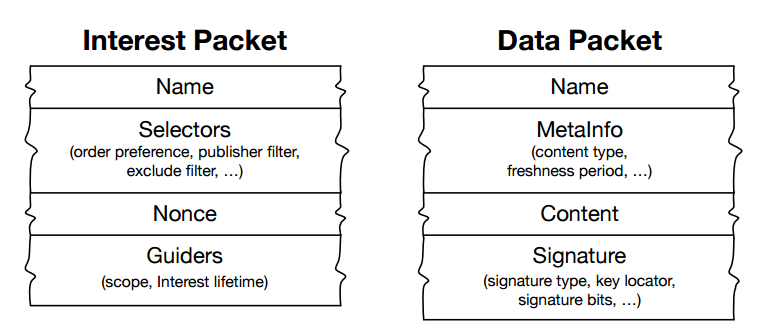 Interest Packet
Name
Selectors
(order preference, publisher filter,
exclude filter, ...)
Nonce
Guiders
(scope, Interest lifetime)
Data Packet
Name
MetaInfo
(content type,
freshness period, ...)
Content
Signature
(signature type, key locator,
signature bits, ...)